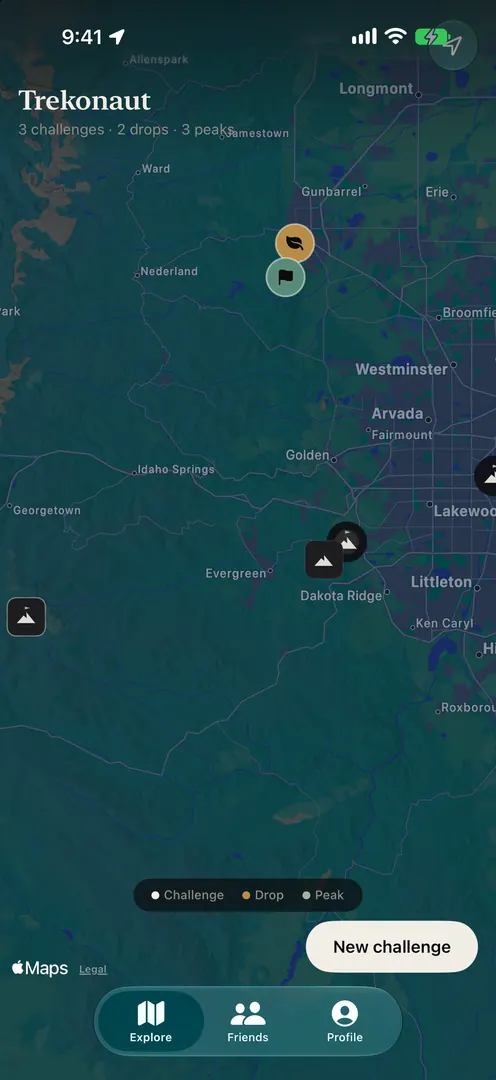 9:41
Allenspark
Longmont
Trekonaut
3 challenges · 2 drops · 3 peaks
Jamestown
Ward
Gunbarrel
Erie
Nederland
ark
Broomfie
Westminster
Arvada
Fairmount
Golden
Idaho Springs
Georgetown
Lakewoo
Evergreen
Littleton
Dakota Ridge
Ken Caryl
Hi
Roxborou
Challenge Drop Peak
New challenge
Maps Legal
Explore Friends Profile